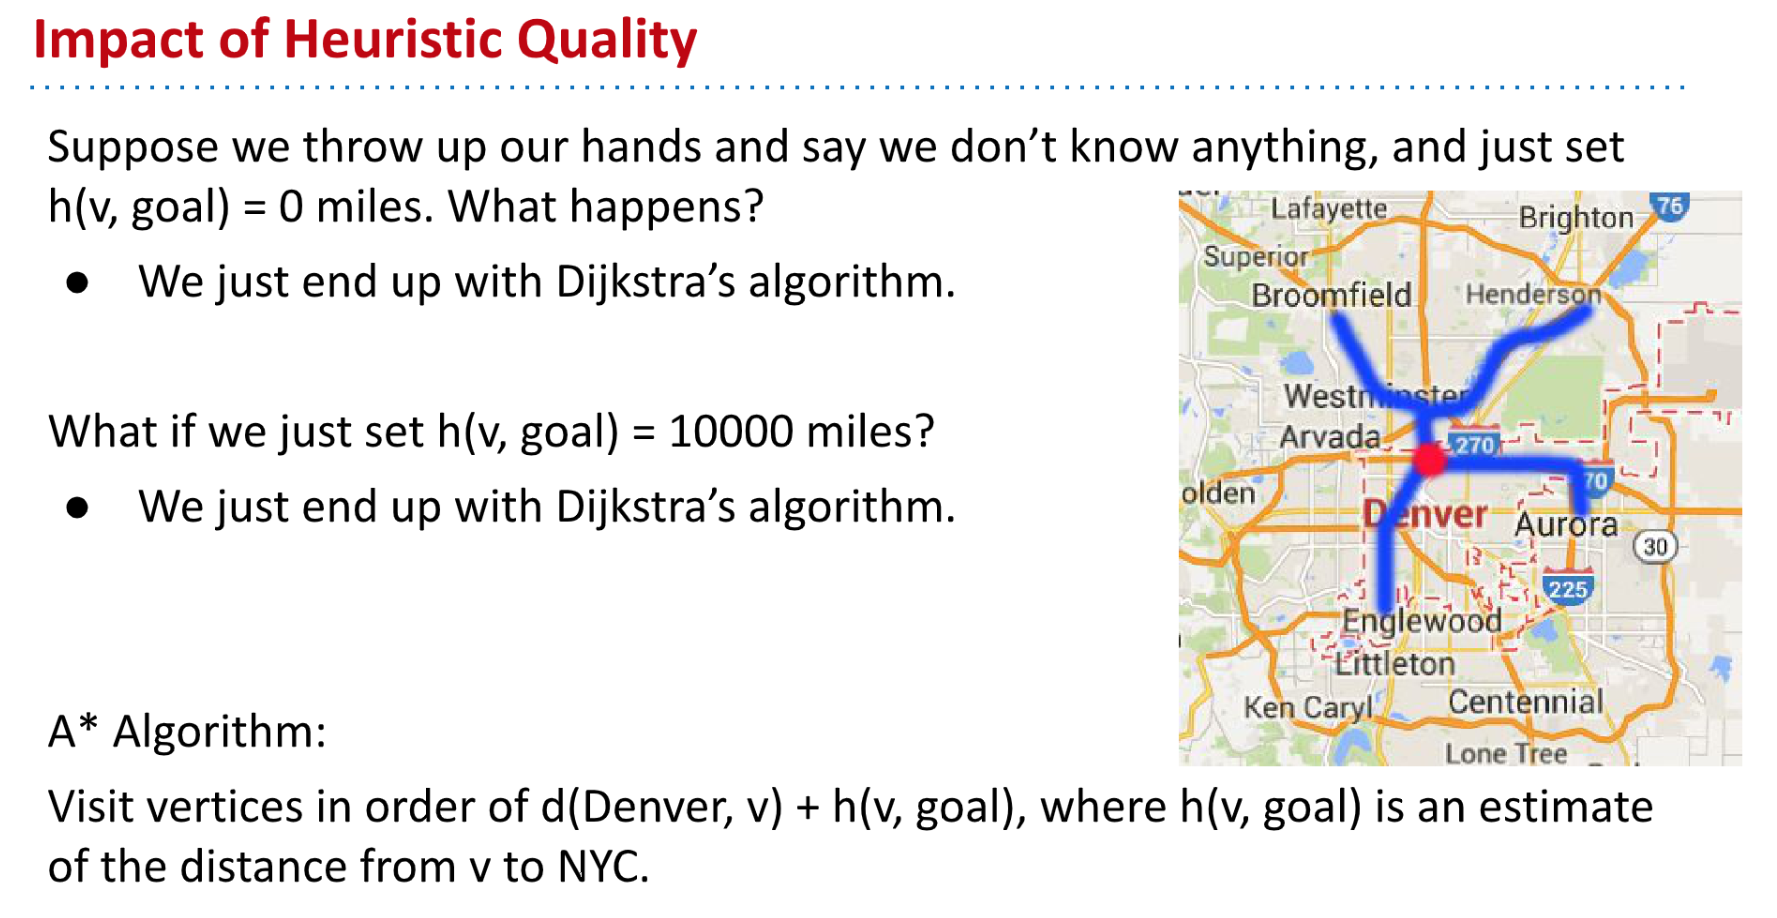 Impact of Heuristic Quality
Suppose we throw up our hands and say we don’t know anything, and just set
h(v, goal) = 0 miles. What happens?
● We just end up with Dijkstra’s algorithm.
What if we just set h(v, goal) = 10000 miles?
● We just end up with Dijkstra’s algorithm.
A* Algorithm:
Visit vertices in order of d(Denver, v) + h(v, goal), where h(v, goal) is an estimate
of the distance from v to NYC.
Lafayette
76
Brighton
Superior
Broomfield
Henderson
Westminster
Arvada
270
olden
70
Denver
Aurora
30
225
Englewood
Littleton
Ken Caryl
Centennial
Lone Tree